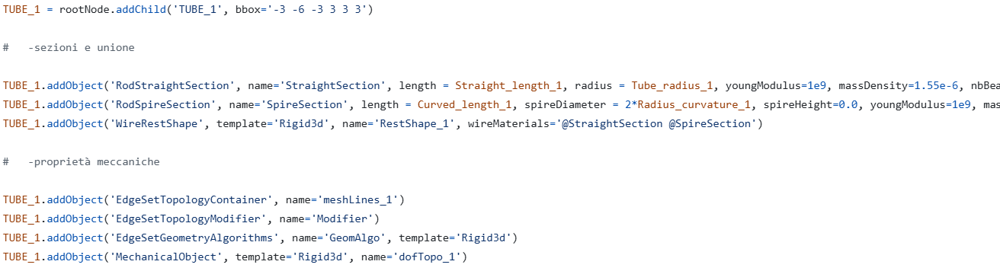 TUBE_1 = rootNode.addChild('TUBE_1', bbox='-3 -6 -3 3 3 3')
#   -sezioni e unione
TUBE_1.addObject('RodStraightSection', name='StraightSection', length = Straight_length_1, radius = Tube_radius_1, youngModulus=1e9, massDensity=1.55e-6, nbBea
TUBE_1.addObject('RodSpireSection', name='SpireSection', length = Curved_length_1, spireDiameter = 2*Radius_curvature_1, spireHeight=0.0, youngModulus=1e9, mas
TUBE_1.addObject('WireRestShape', template='Rigid3d', name='RestShape_1', wireMaterials='@StraightSection @SpireSection')
#   -proprietà meccaniche
TUBE_1.addObject('EdgeSetTopologyContainer', name='meshLines_1')
TUBE_1.addObject('EdgeSetTopologyModifier', name='Modifier')
TUBE_1.addObject('EdgeSetGeometryAlgorithms', name='GeomAlgo', template='Rigid3d')
TUBE_1.addObject('MechanicalObject', template='Rigid3d', name='dofTopo_1')